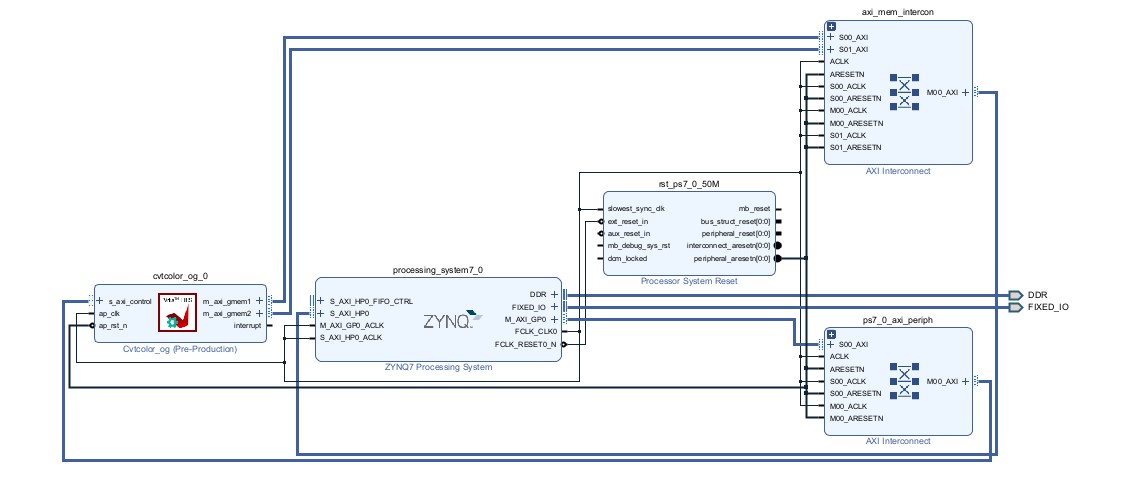 axi_mem_intercon
S00_AXI
S01_AXI
ACLK
ARESETN
S00_ACLK
S00_ARESETN
M00_ACLK
M00_ARESETN
S01_ACLK
S01_ARESETN
M00_AXI
AXI Interconnect
rst_ps7_0_50M
slowest_sync_clk
ext_reset_in
aux_reset_in
mb_debug_sys_rst
dcm_locked
mb_reset
bus_struct_reset[0:0]
peripheral_reset[0:0]
interconnect_aresetn[0:0]
peripheral_aresetn[0:0]
Processor System Reset
cvtcolor_og_0
s_axi_control
ap_clk
ap_rst_n
m_axi_gmem1
m_axi_gmem2
interrupt
Cvtcolor_og (Pre-Production)
processing_system7_0
S_AXI_HP0_FIFO_CTRL
S_AXI_HP0
M_AXI_GP0_ACLK
S_AXI_HP0_ACLK
ZYNQ
DDR
FIXED_IO
M_AXI_GP0
FCLK_CLK0
FCLK_RESET0_N
ZYNQ7 Processing System
DDR
FIXED_IO
ps7_0_axi_periph
S00_AXI
ACLK
ARESETN
S00_ACLK
S00_ARESETN
M00_ACLK
M00_ARESETN
M00_AXI
AXI Interconnect